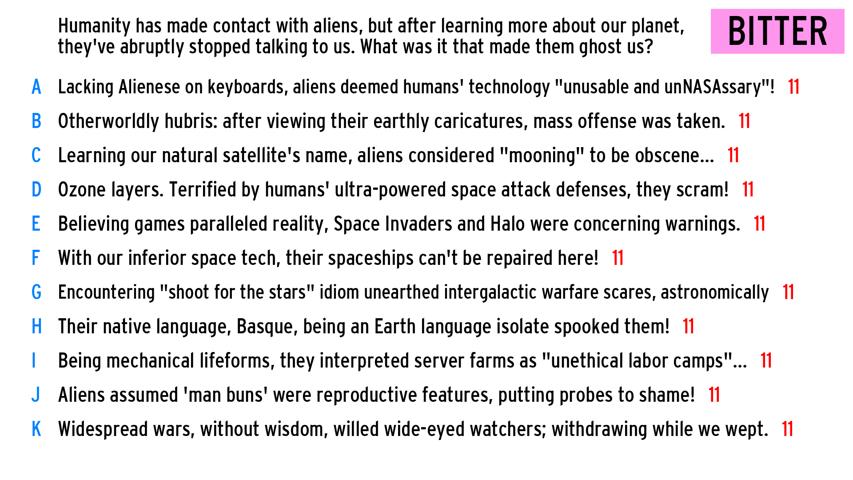 Humanity has made contact with aliens, but after learning more about our planet,
they've abruptly stopped talking to us. What was it that made them ghost us?
BITTER
A Lacking Alienese on keyboards, aliens deemed humans' technology "unusable and unNASAssary"! 11
B Otherworldly hubris: after viewing their earthly caricatures, mass offense was taken. 11
C Learning our natural satellite's name, aliens considered "mooning" to be obscene... 11
D Ozone layers. Terrified by humans' ultra-powered space attack defenses, they scram! 11
E Believing games paralleled reality, Space Invaders and Halo were concerning warnings. 11
F With our inferior space tech, their spaceships can't be repaired here! 11
G Encountering "shoot for the stars" idiom unearthed intergalactic warfare scares, astronomically 11
H Their native language, Basque, being an Earth language isolate spooked them! 11
I Being mechanical lifeforms, they interpreted server farms as "unethical labor camps"... 11
J Aliens assumed 'man buns' were reproductive features, putting probes to shame! 11
K Widespread wars, without wisdom, willed wide-eyed watchers; withdrawing while we wept. 11